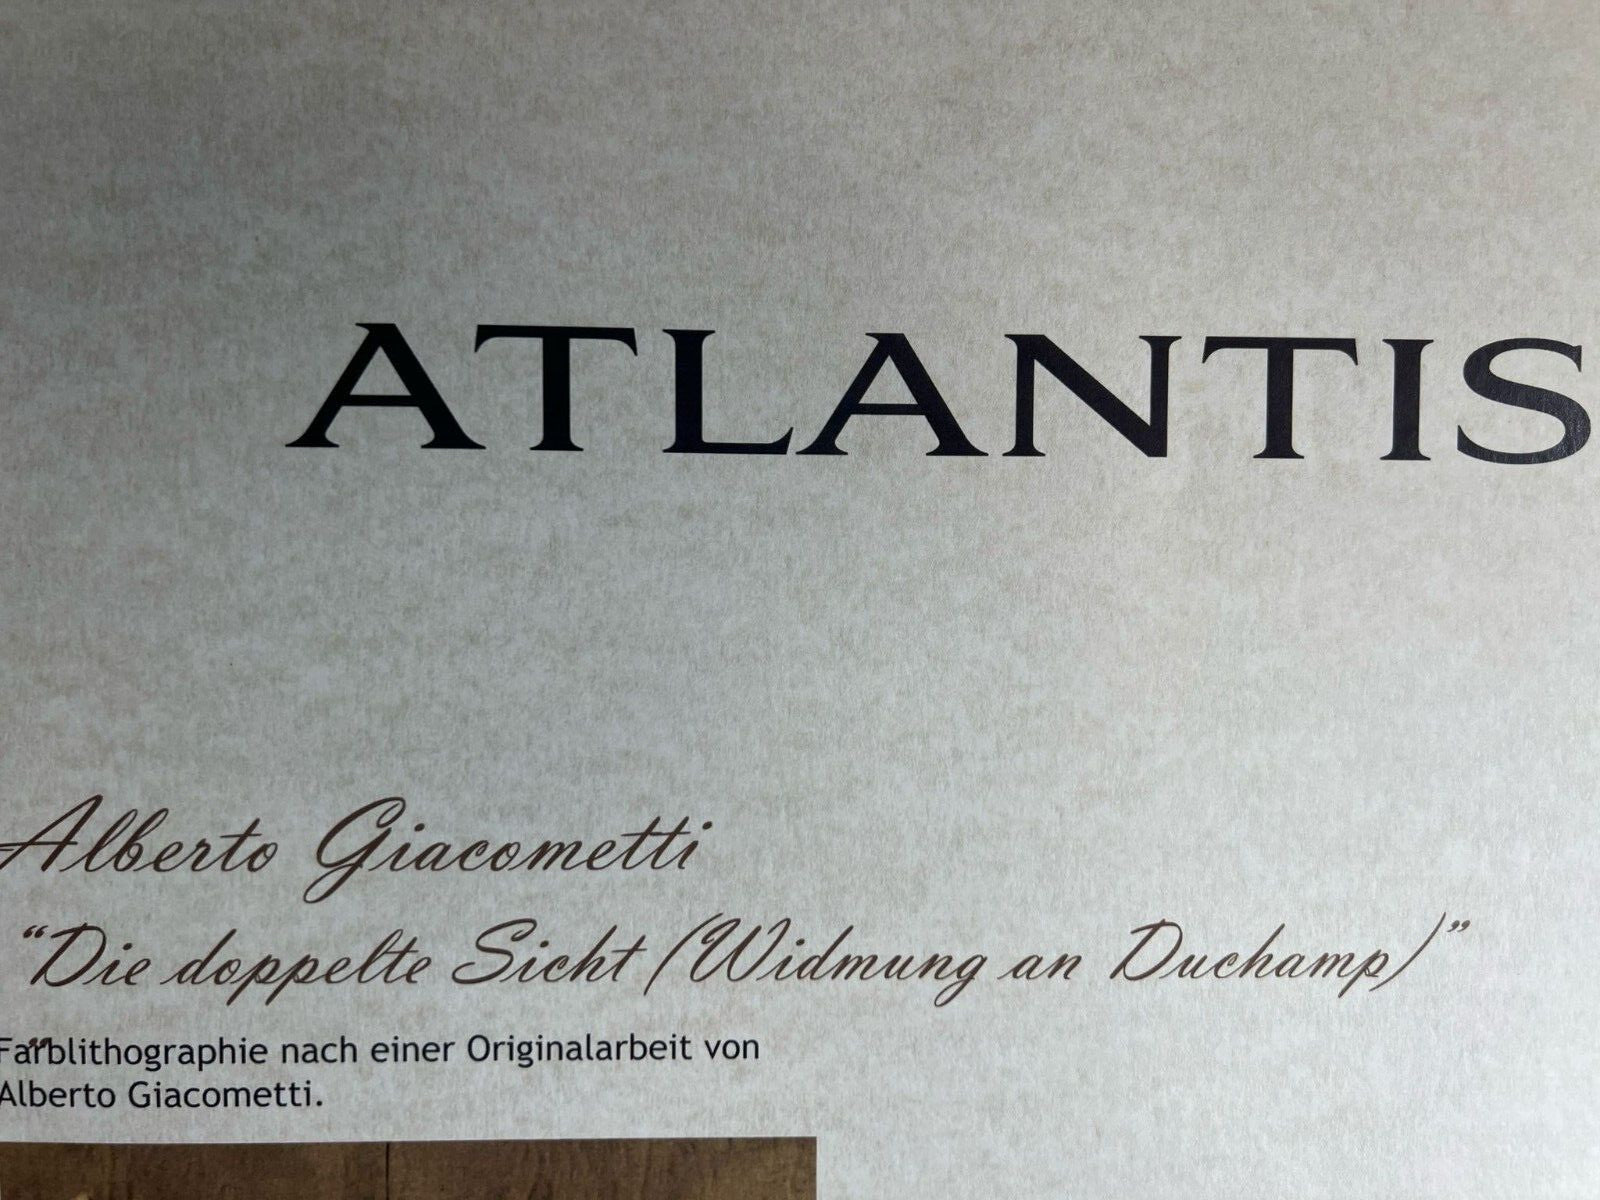 ATLANTIS
Alberto Giacometti
“Die doppelte Sicht (Widmung an Duchamp)”
Farblithographie nach einer Originalarbeit von
Alberto Giacometti.